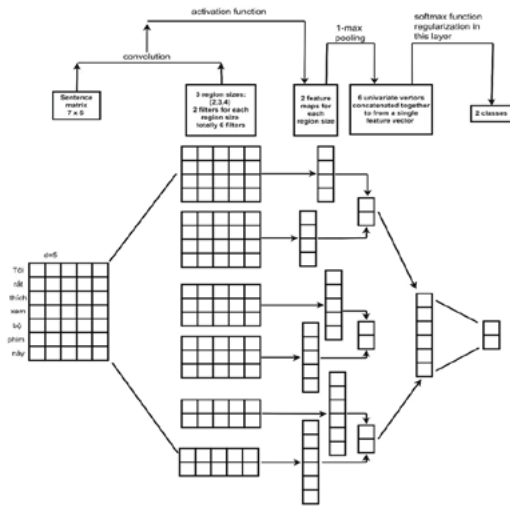 activation function
convolution
1-max
pooling
softmax function
regularization in
this layer
Sentence
matrix
7 x 5
3 region sizes:
(2,3,4)
2 filters for each
region size
totally 6 filters
2 feature
maps for
each
region size
6 univariate vectors
concatenated together
to from a single
feature vector
2 classes
d=5
Tôi
rất
thích
xem
bộ
phim
này